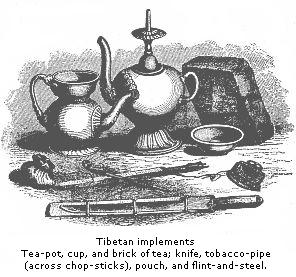 Tibetan implements
Tea-pot, cup, and brick of tea; knife, tobacco-pipe
(across chop-sticks), pouch, and flint-and-steel.